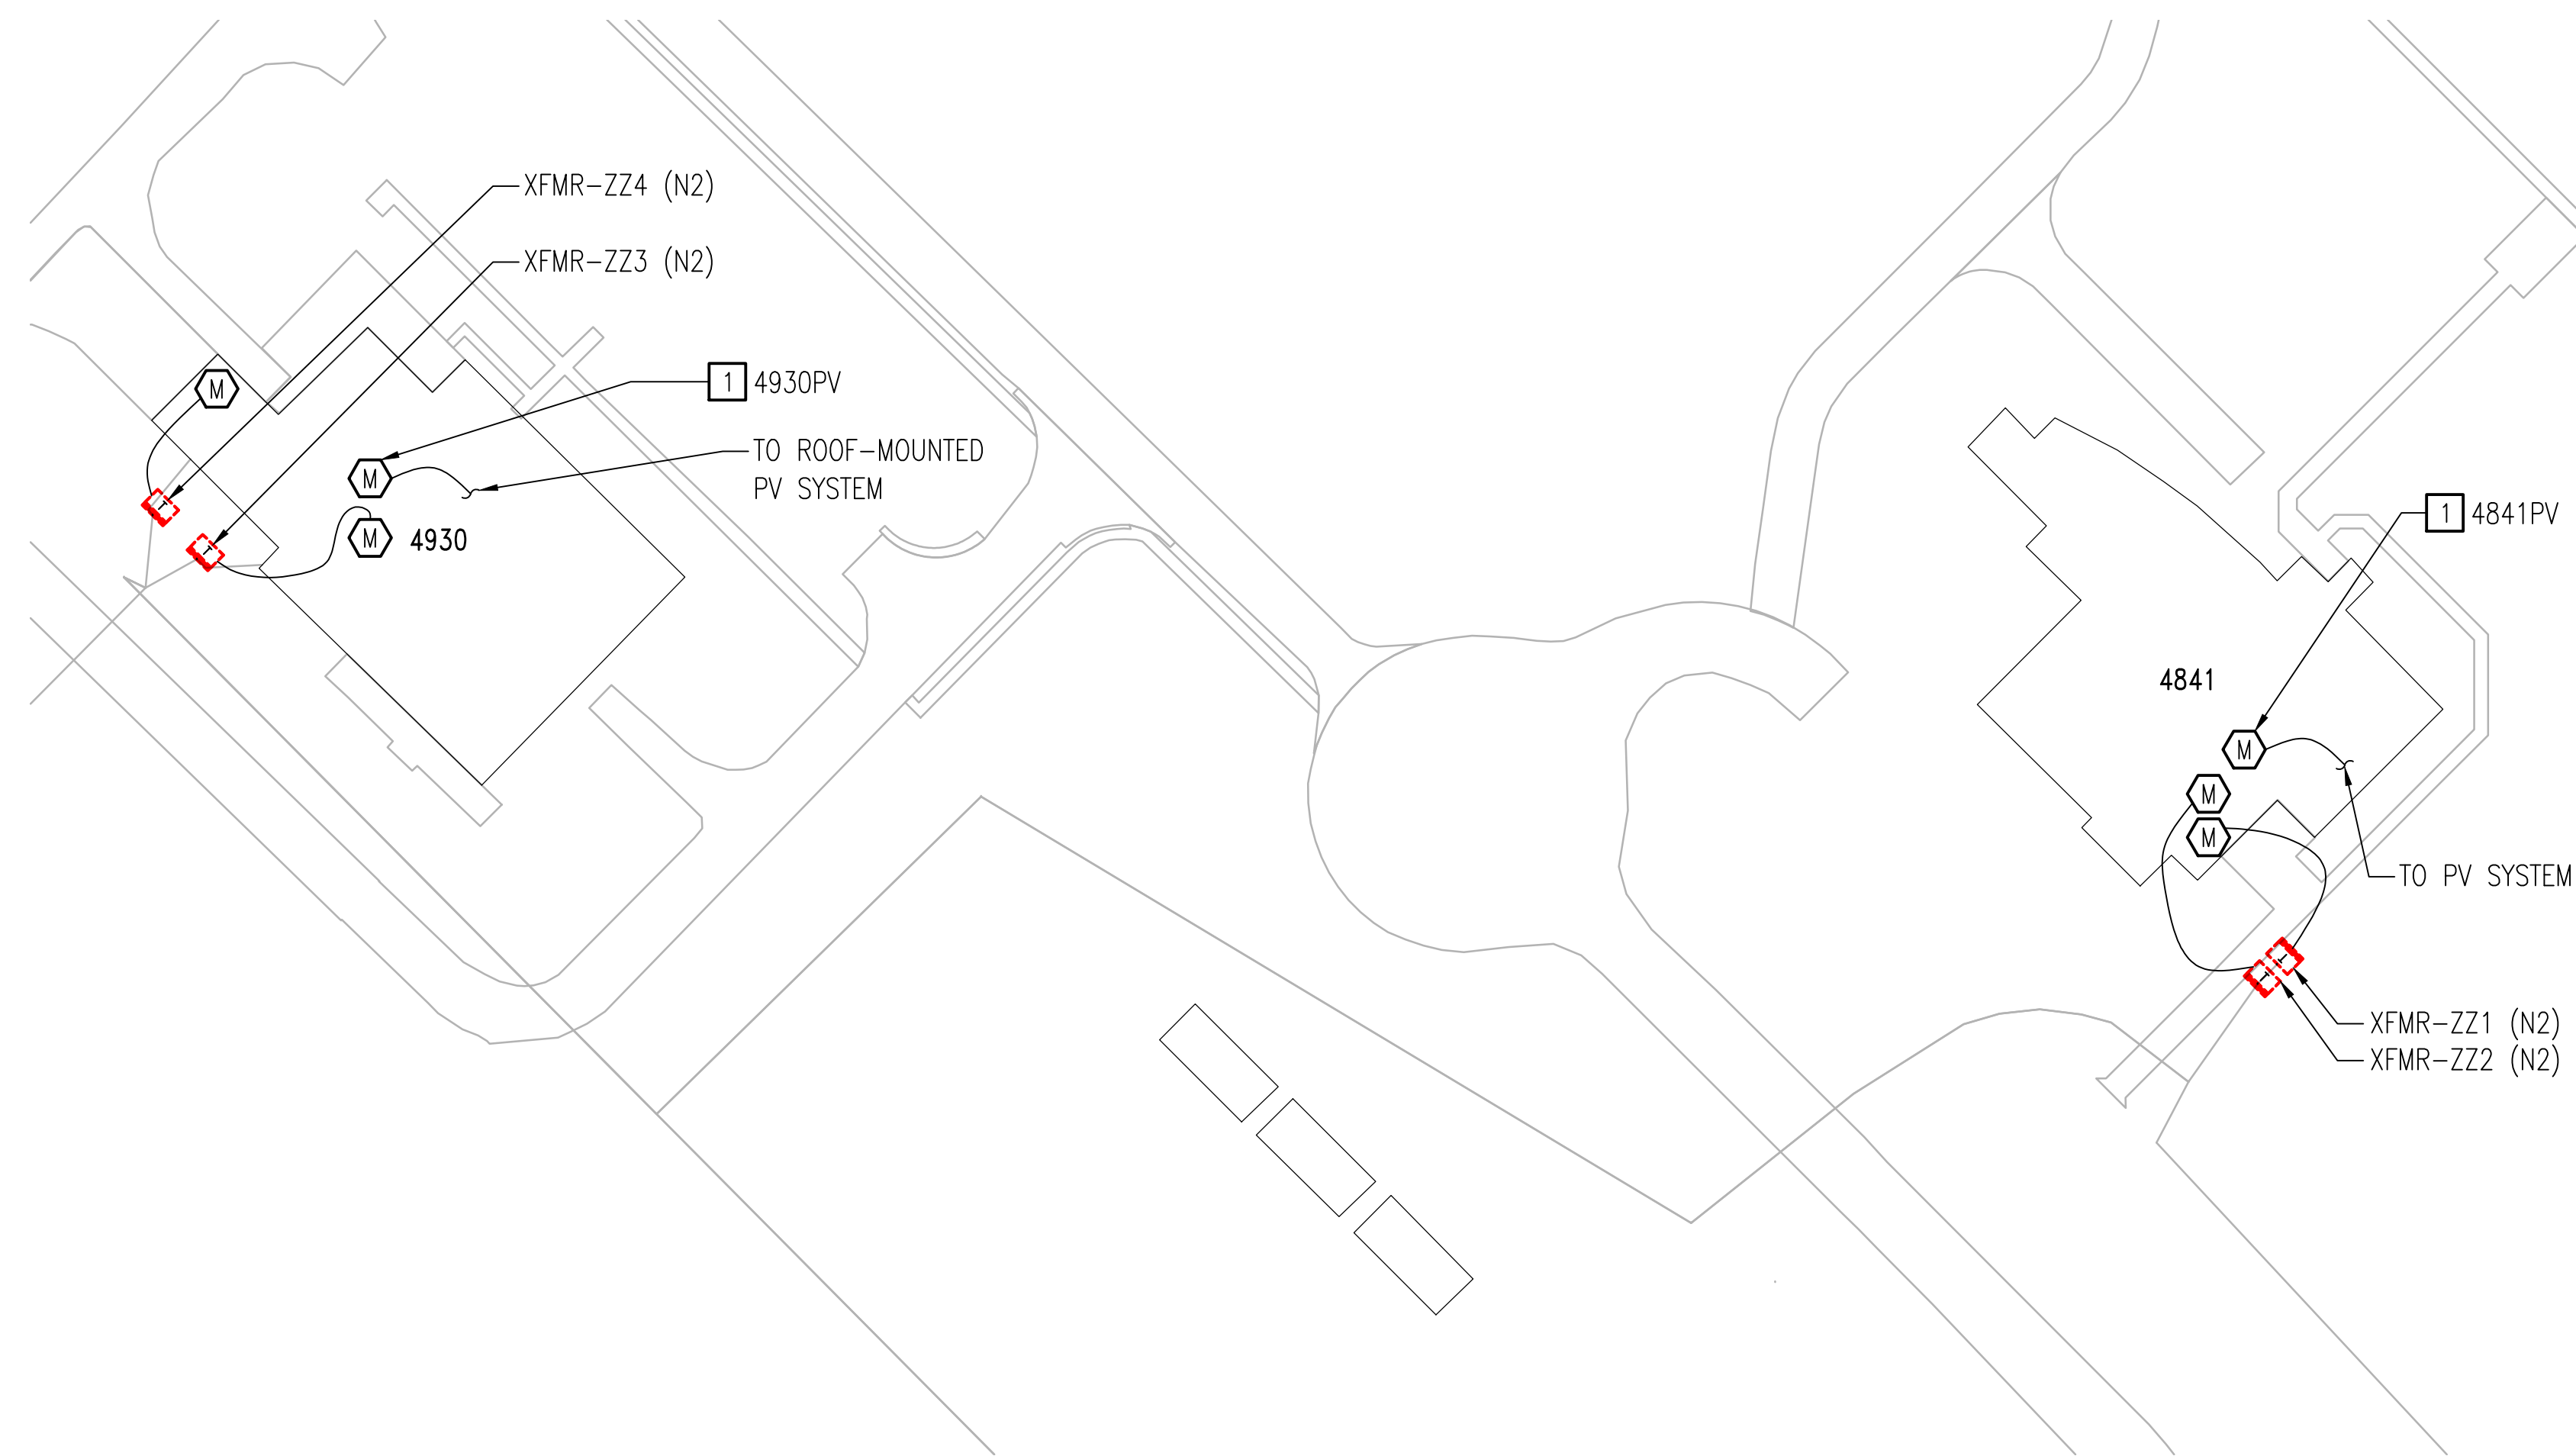 XFMR-ZZ4 (N2)
XFMR-ZZ3 (N2)
1 4930PV
M
TO ROOF-MOUNTED
PV SYSTEM
M
M
4930
T
T
1 4841PV
4841
M
M
M
TO PV SYSTEM
T
T
XFMR-ZZ1 (N2)
XFMR-ZZ2 (N2)